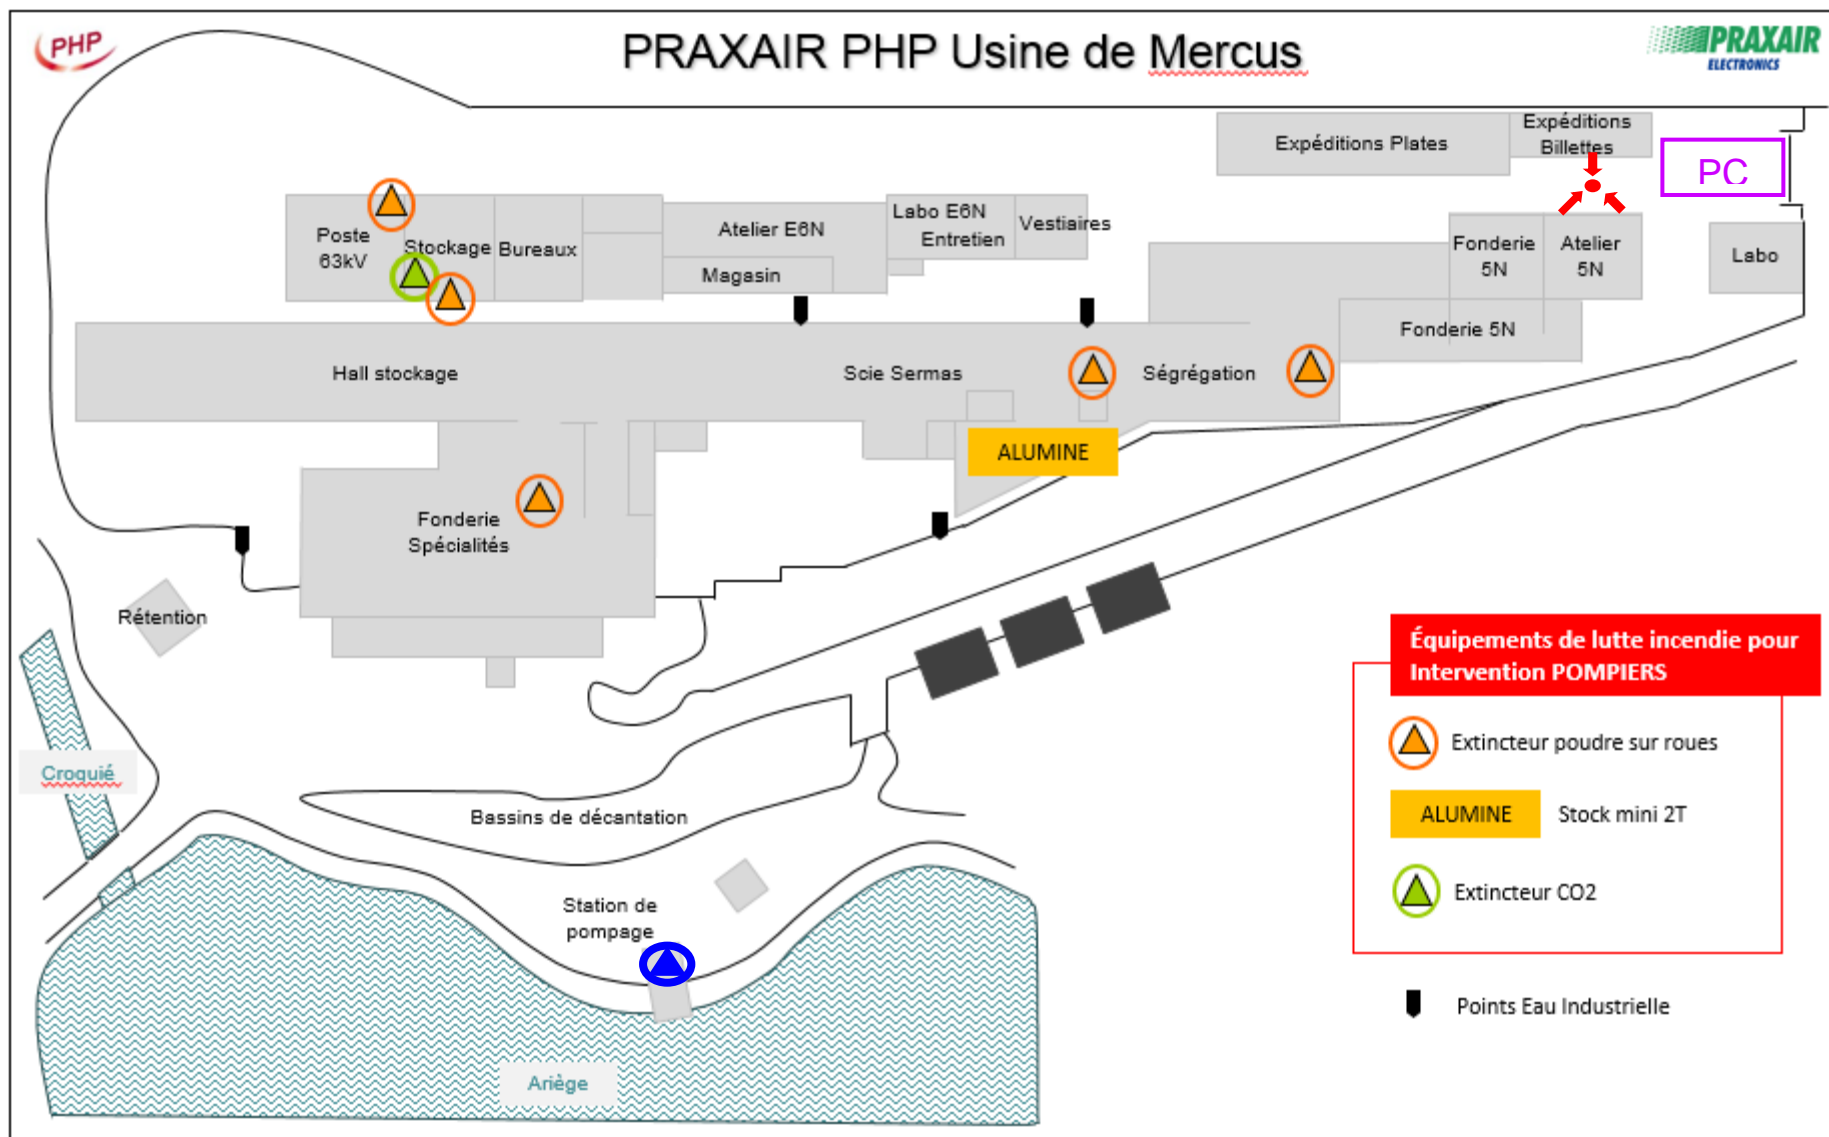 PHP
PRAXAIR PHP Usine de Mercus
PRAXAIR
ELECTRONICS
Expéditions Plates
Expéditions
Billettes
PC
Poste
63kV
Stockage
Bureaux
Atelier E6N
Magasin
Labo E6N
Entretien
Vestiaires
Fonderie
5N
Atelier
5N
Labo
Fonderie 5N
Hall stockage
Scie Sermas
Ségrégation
ALUMINE
Fonderie
Spécialités
Rétention
Croquié
Bassins de décantation
Station de
pompage
Ariège
Équipements de lutte incendie pour
Intervention POMPIERS
Extincteur poudre sur roues
ALUMINE
Stock mini 2T
Extincteur CO2
Points Eau Industrielle